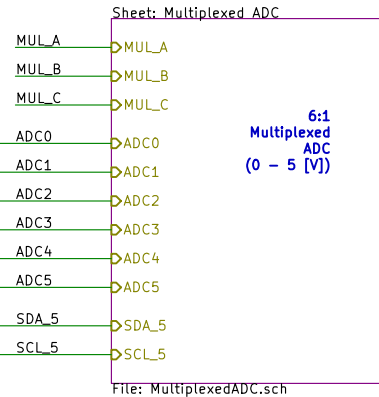 Sheet: Multiplexed ADC
MUL_A MUL_A
MUL_B MUL_B
MUL_C MUL_C
6:1
Multiplexed
ADC
(0 – 5 [V])
ADC0 ADC0
ADC1 ADC1
ADC2 ADC2
ADC3 ADC3
ADC4 ADC4
ADC5 ADC5
SDA_5 SDA_5
SCL_5 SCL_5
File: MultiplexedADC.sch